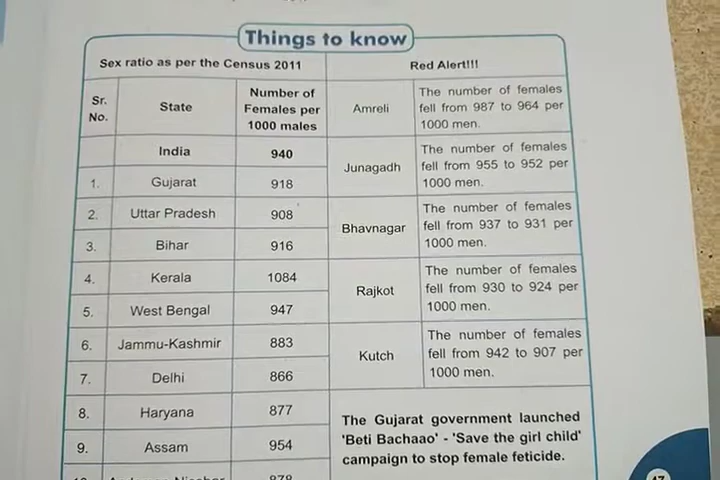 Things to know
Sex ratio as per the Census 2011
Red Alert!!!
Sr. No.
State
Number of
Females per
1000 males
India 940
1. Gujarat 918
2. Uttar Pradesh 908
3. Bihar 916
4. Kerala 1084
5. West Bengal 947
6. Jammu-Kashmir 883
7. Delhi 866
8. Haryana 877
9. Assam 954
Amreli
The number of females
fell from 987 to 964 per
1000 men.
Junagadh
The number of females
fell from 955 to 952 per
1000 men.
Bhavnagar
The number of females
fell from 937 to 931 per
1000 men.
Rajkot
The number of females
fell from 930 to 924 per
1000 men.
Kutch
The number of females
fell from 942 to 907 per
1000 men.
The Gujarat government launched
'Beti Bachaao' - 'Save the girl child'
campaign to stop female feticide.